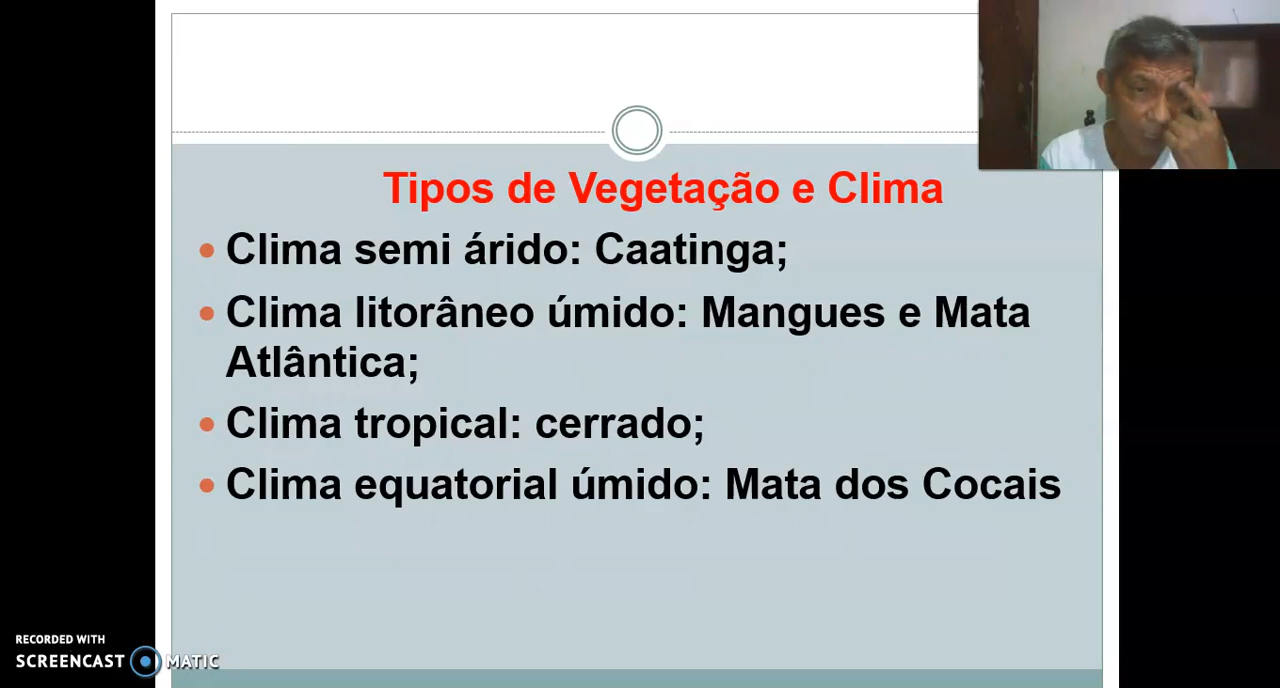 Tipos de Vegetação e Clima
Clima semi árido: Caatinga;
Clima litorâneo úmido: Mangues e Mata
Atlântica;
Clima tropical: cerrado;
Clima equatorial úmido: Mata dos Cocais
RECORDED WITH
SCREENCAST MATIC